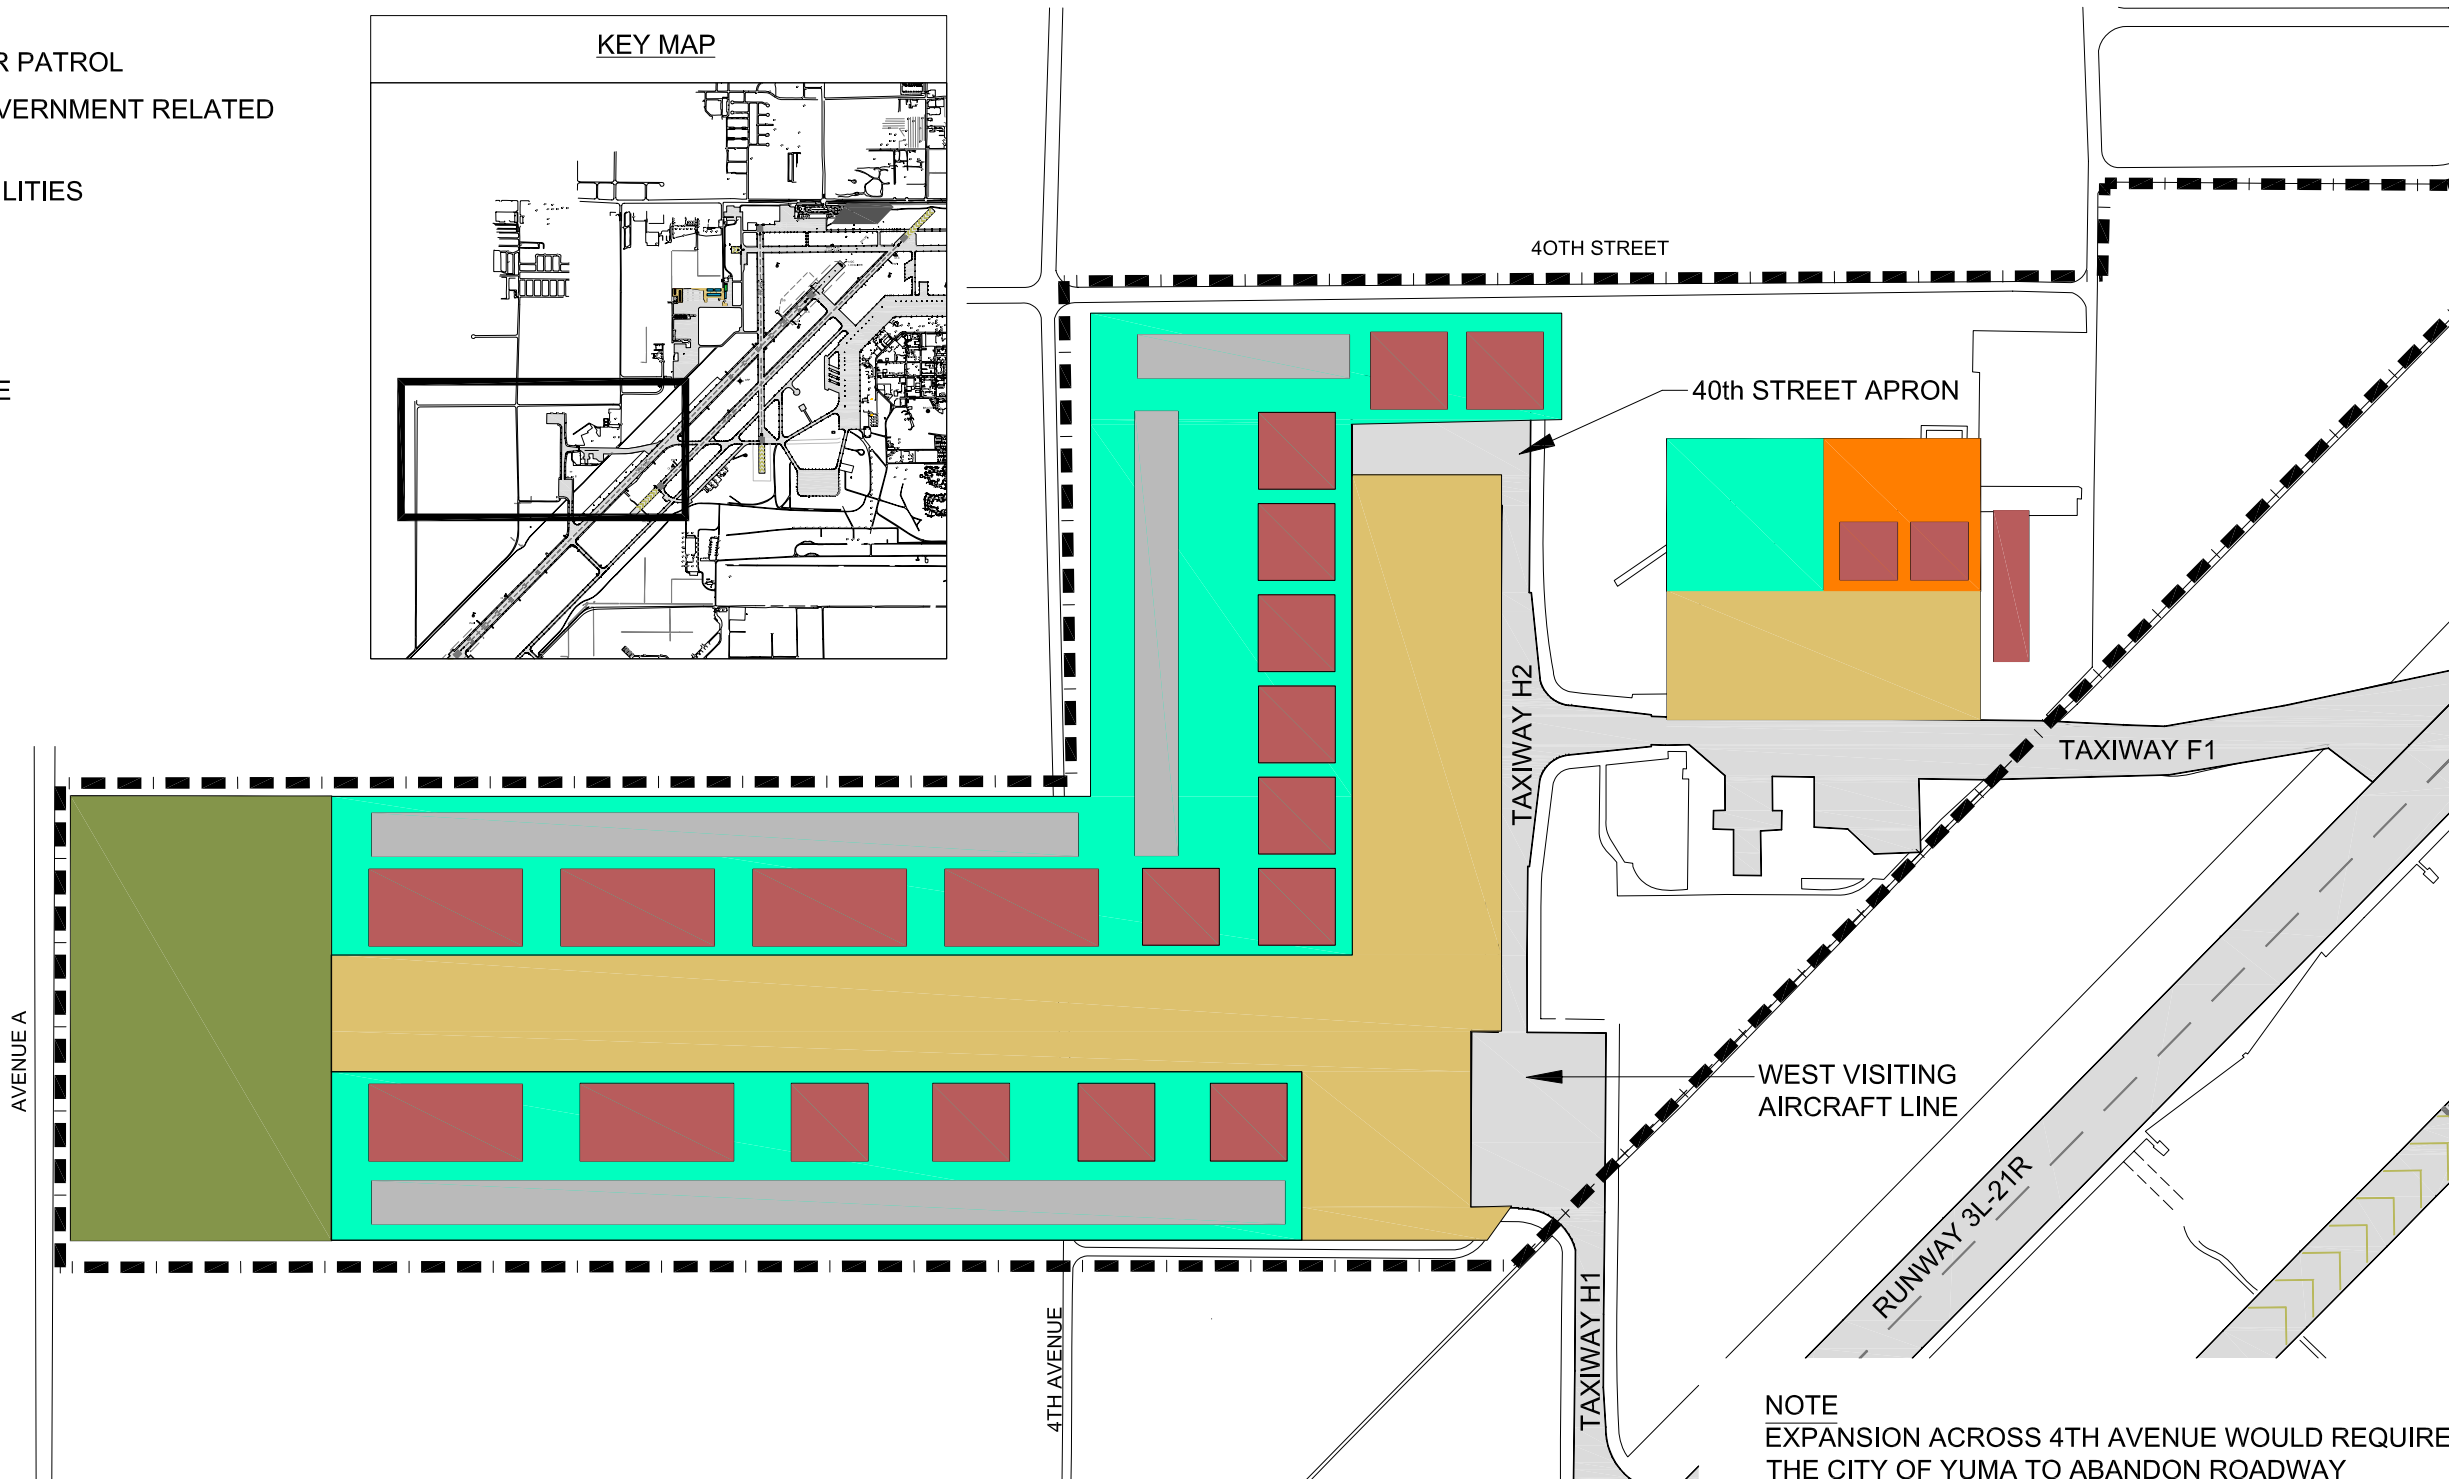 R PATROL
VERNMENT RELATED
LITIES
E
KEY MAP
4OTH STREET
40th STREET APRON
TAXIWAY H2
TAXIWAY F1
AVENUE A
WEST VISITING
AIRCRAFT LINE
RUNWAY 3L-21R
4TH AVENUE
TAXIWAY H1
NOTE
EXPANSION ACROSS 4TH AVENUE WOULD REQUIRE
THE CITY OF YUMA TO ABANDON ROADWAY